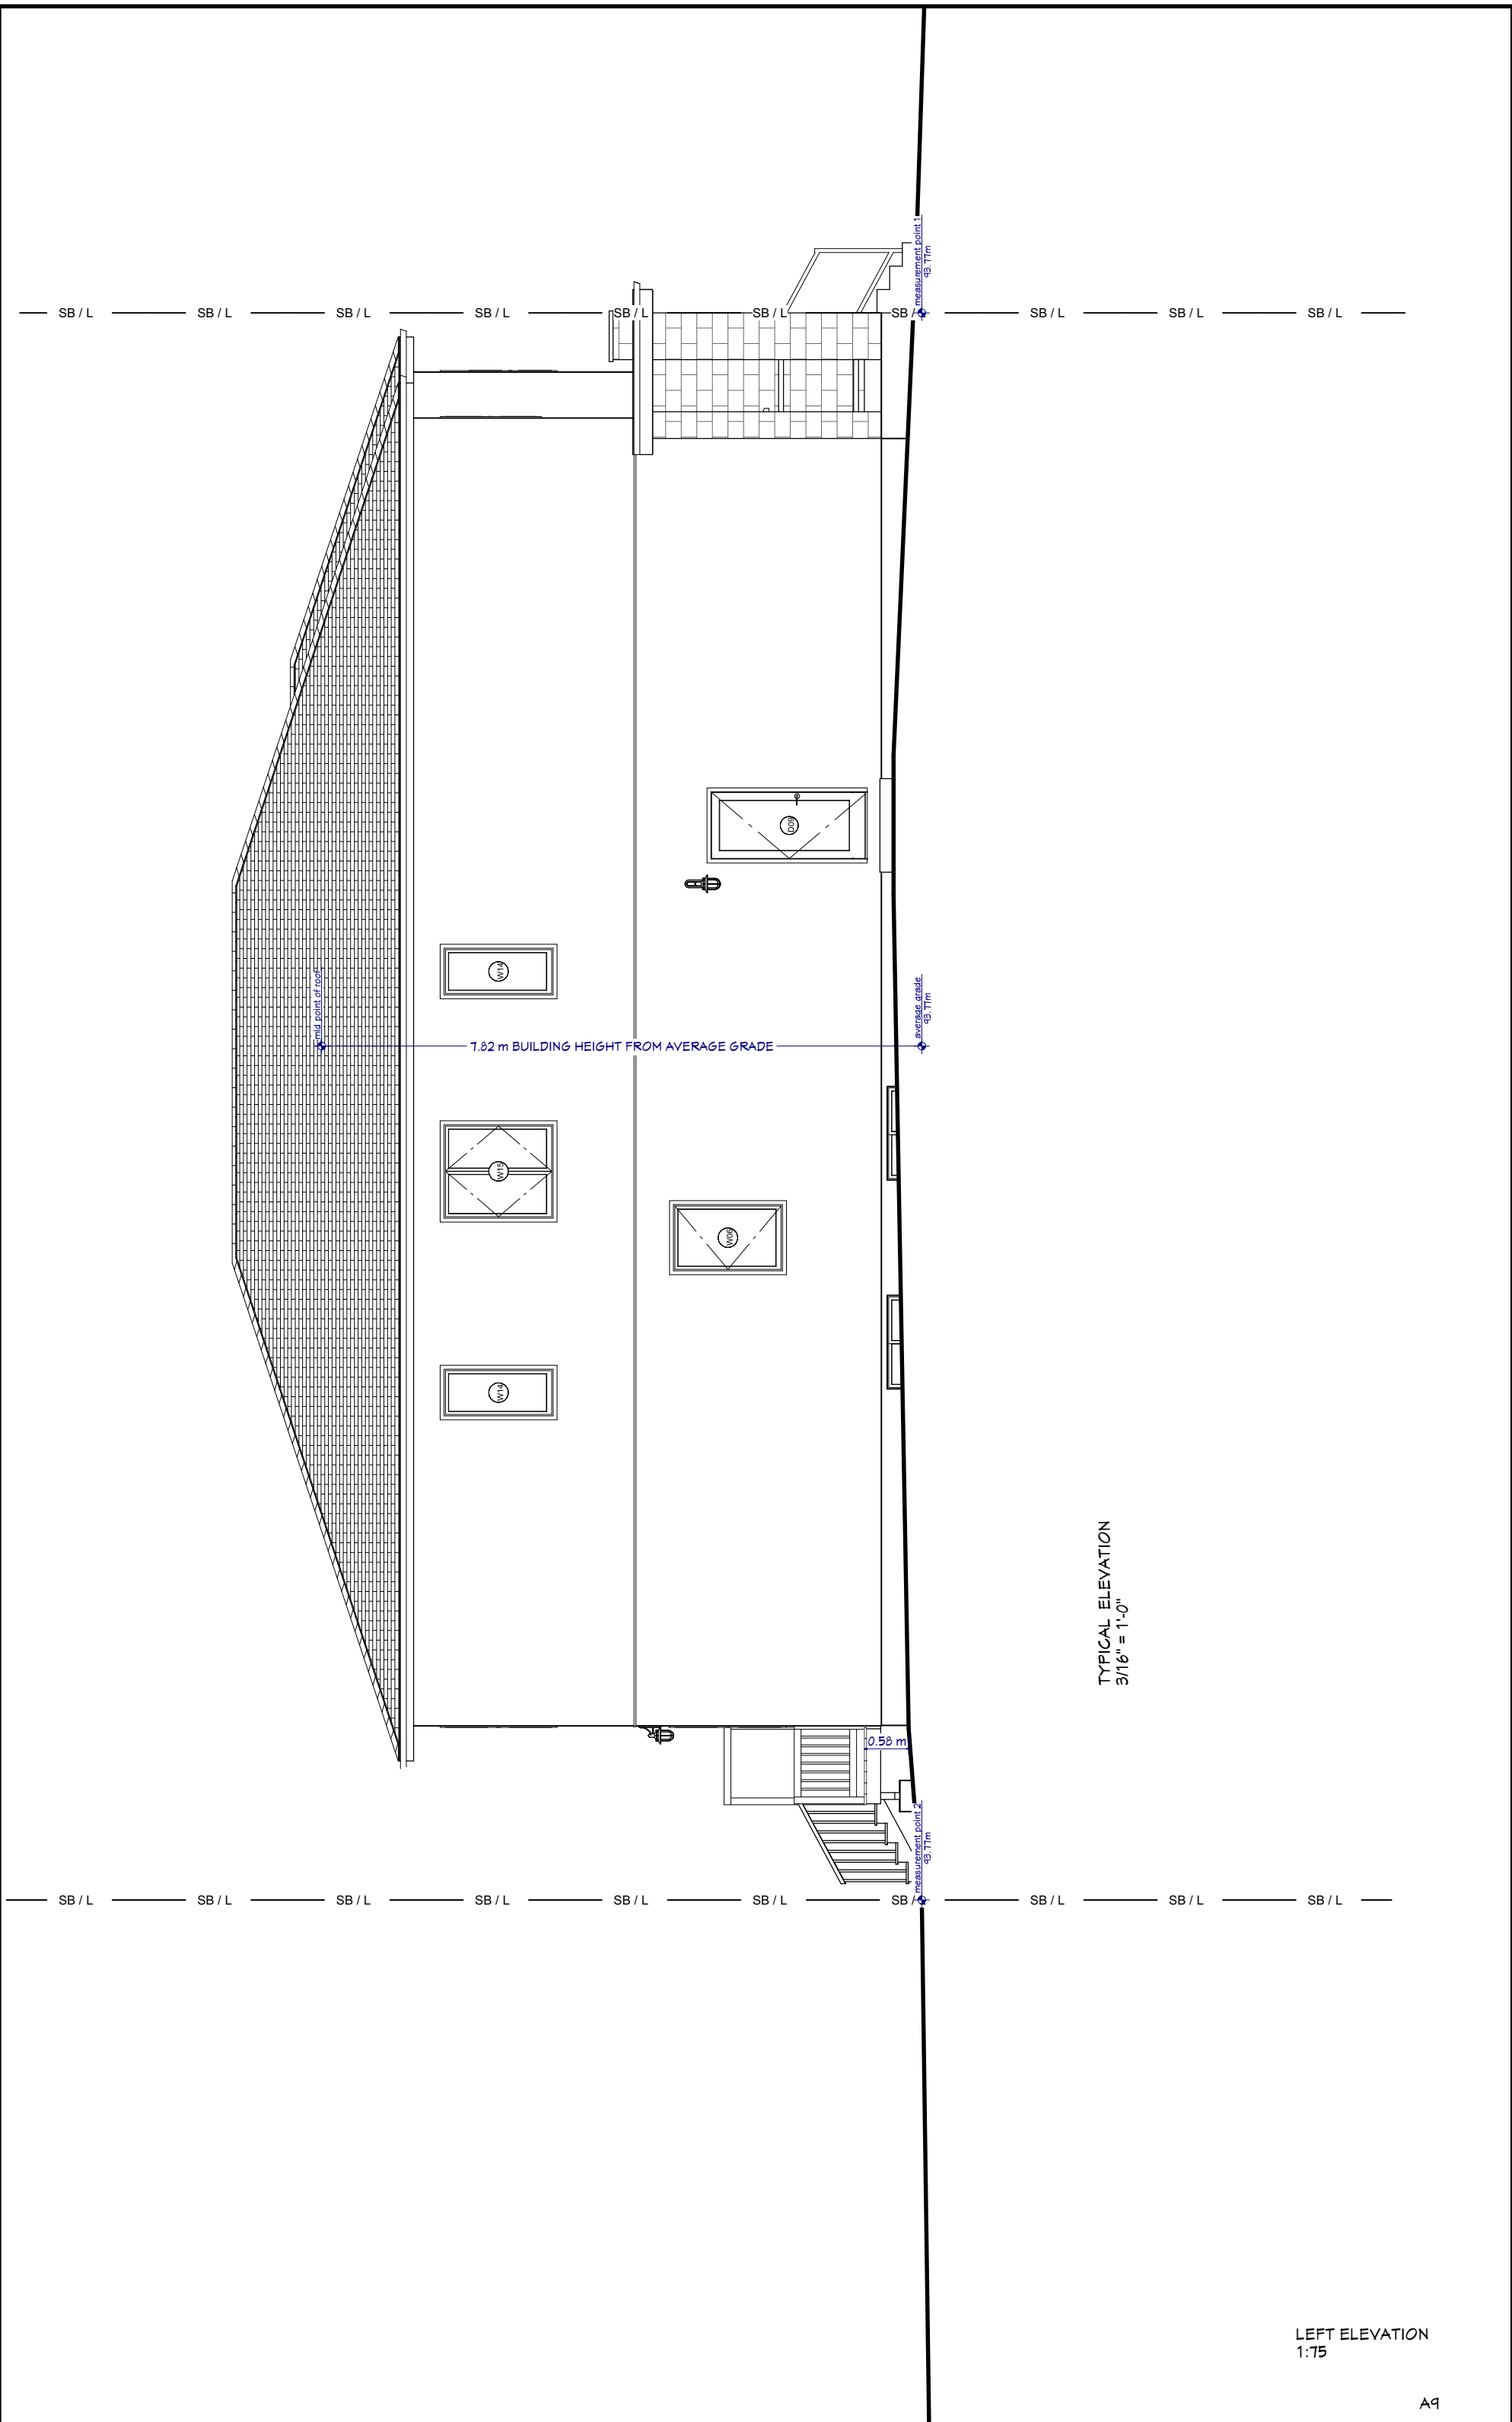 SB / L SB / L SB / L SB / L SB / L SB / L SB / SB / L SB / L SB / L
measurement point 1
93.77m
D09
W14
mid point of roof
average grade
93.77m
7.82 m BUILDING HEIGHT FROM AVERAGE GRADE
W15
W06
W14
TYPICAL ELEVATION
3/16" = 1'-0"
0.58 m
measurement point 2
93.77m
SB / L SB / L SB / L SB / L SB / L SB / L SB / SB / L SB / L SB / L
LEFT ELEVATION
1:75
A9